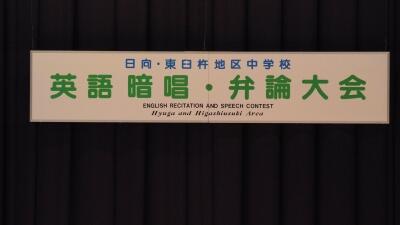 日向・東臼杵地区中学校
英語 暗唱・弁論大会
ENGLISH RECITATION AND SPEECH CONTEST
Hyuga and Higashiusuki Area